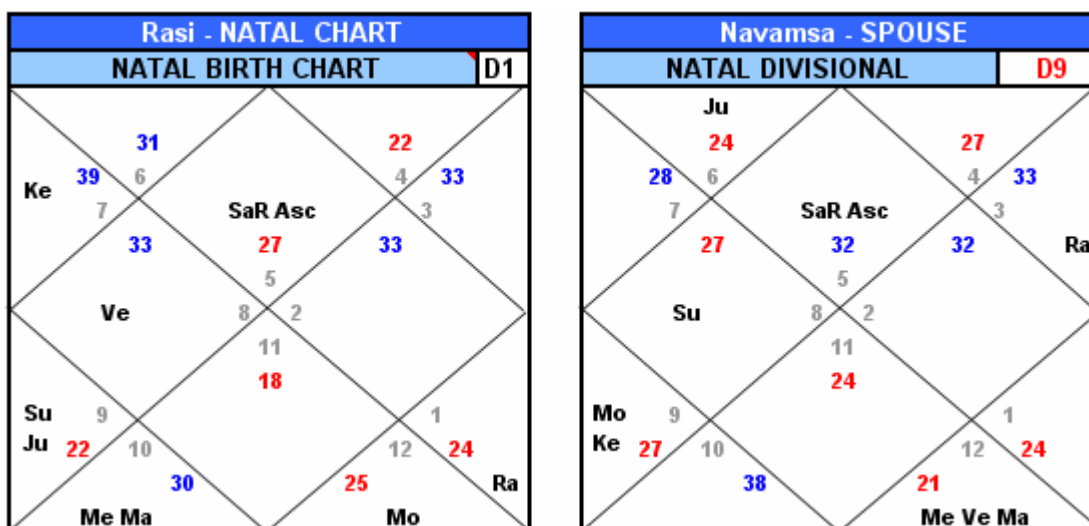 Rasi - NATAL CHART
NATAL BIRTH CHART D1
31 22
Ke 39 6 4 33
7 SaR Asc 3
33 27 33
5
Ve 8 2
11
18
Su 9 1
Ju 22 10 12 24
30 25 Ra
Me Ma Mo
Navamsa - SPOUSE
NATAL DIVISIONAL D9
Ju
24 27
28 6 4 33
7 SaR Asc 3
27 32 32 Ra
5
Su 8 2
11
24
Mo 9 1
Ke 27 10 12 24
38 21
Me Ve Ma